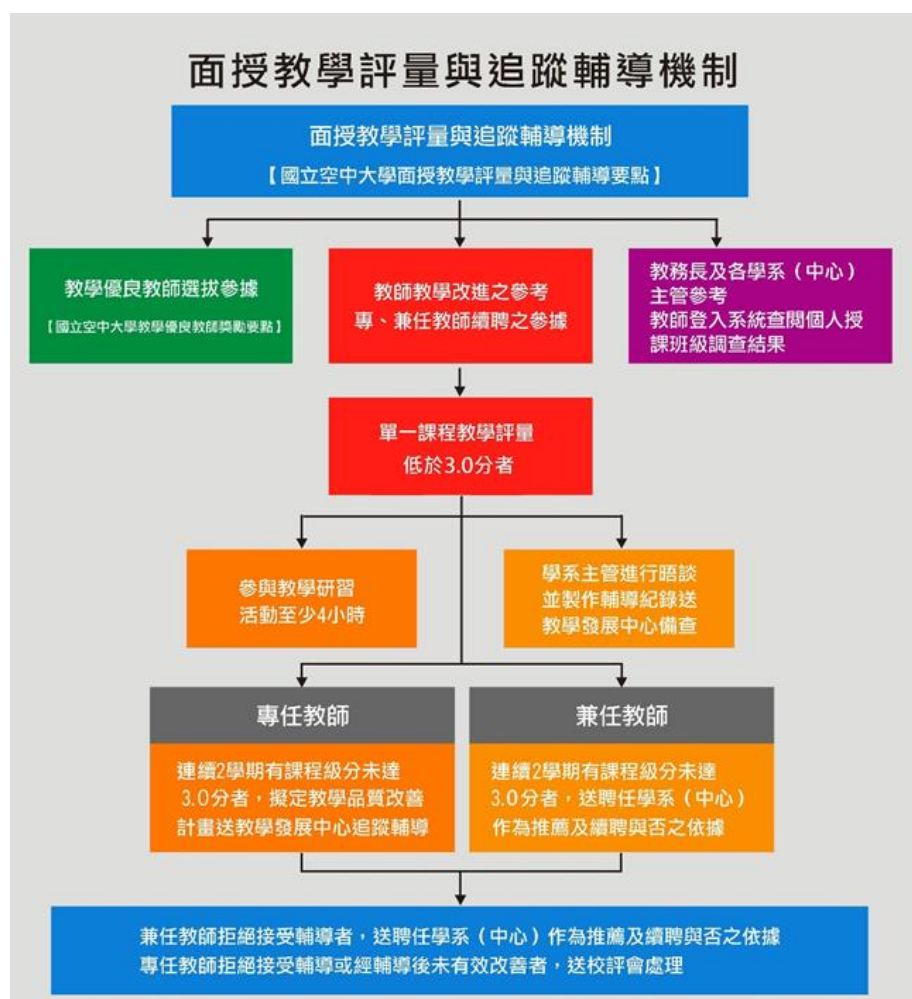 面授教學評量與追蹤輔導機制
面授教學評量與追蹤輔導機制
【國立空中大學面授教學評量與追蹤輔導要點】
教學優良教師選拔參據
【國立空中大學教學優良教師獎勵要點】
教師教學改進之參考
專、兼任教師續聘之參據
教務長及各學系（中心）
主管參考
教師登入系統查閱個人授
課班級調查結果
單一課程教學評量
低於3.0分者
參與教學研習
活動至少4小時
學系主管進行晤談
並製作輔導紀錄送
教學發展中心備查
專任教師
連續2學期有課程級分未達
3.0分者，擬定教學品質改善
計畫送教學發展中心追蹤輔導
兼任教師
連續2學期有課程級分未達
3.0分者，送聘任學系（中心）
作為推薦及續聘與否之依據
兼任教師拒絕接受輔導者，送聘任學系（中心）作為推薦及續聘與否之依據
專任教師拒絕接受輔導或經輔導後未有效改善者，送校評會處理